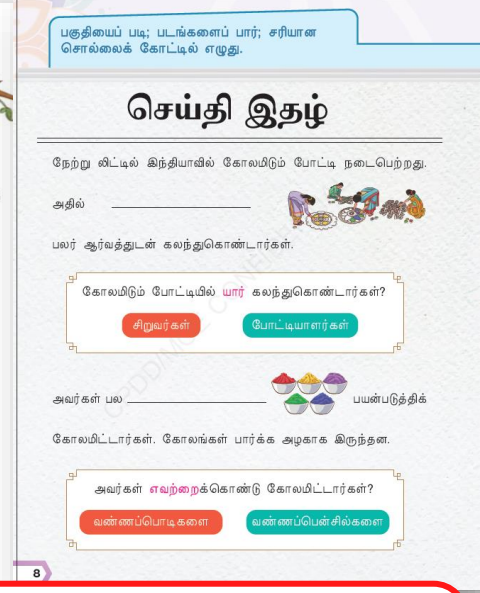 பகுதியைப் படி; படங்களைப் பார்; சரியான
சொல்லைக் கோட்டில் எழுது.
செய்தி இதழ்
நேற்று லிட்டில் இந்தியாவில் கோலமிடும் போட்டி நடைபெற்றது.
அதில்
பலர் ஆர்வத்துடன் கலந்துகொண்டார்கள்.
கோலமிடும் போட்டியில் யார் கலந்துகொண்டார்கள்?
சிறுவர்கள் போட்டியாளர்கள்
அவர்கள் பல பயன்படுத்திக்
கோலமிட்டார்கள். கோலங்கள் பார்க்க அழகாக இருந்தன.
அவர்கள் எவற்றைக்கொண்டு கோலமிட்டார்கள்?
வண்ணப்பொடிகளை வண்ணப்பென்சில்களை
8